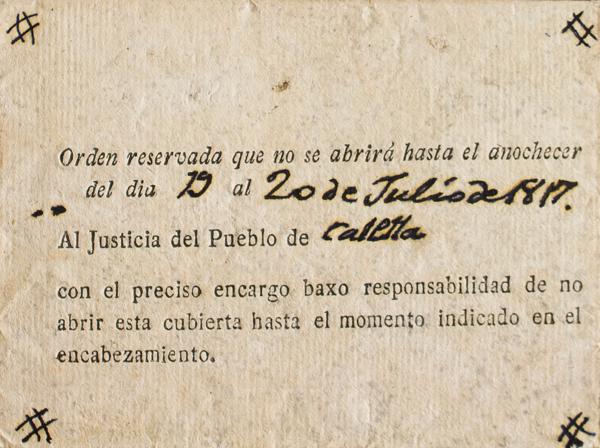 Orden reservada que no se abrirá hasta el anochecer
del dia 19 al 20 de Julio de 1817.
Al Justicia del Pueblo de Caletta
con el preciso encargo baxo responsabilidad de no
abrir esta cubierta hasta el momento indicado en el
encabezamiento.